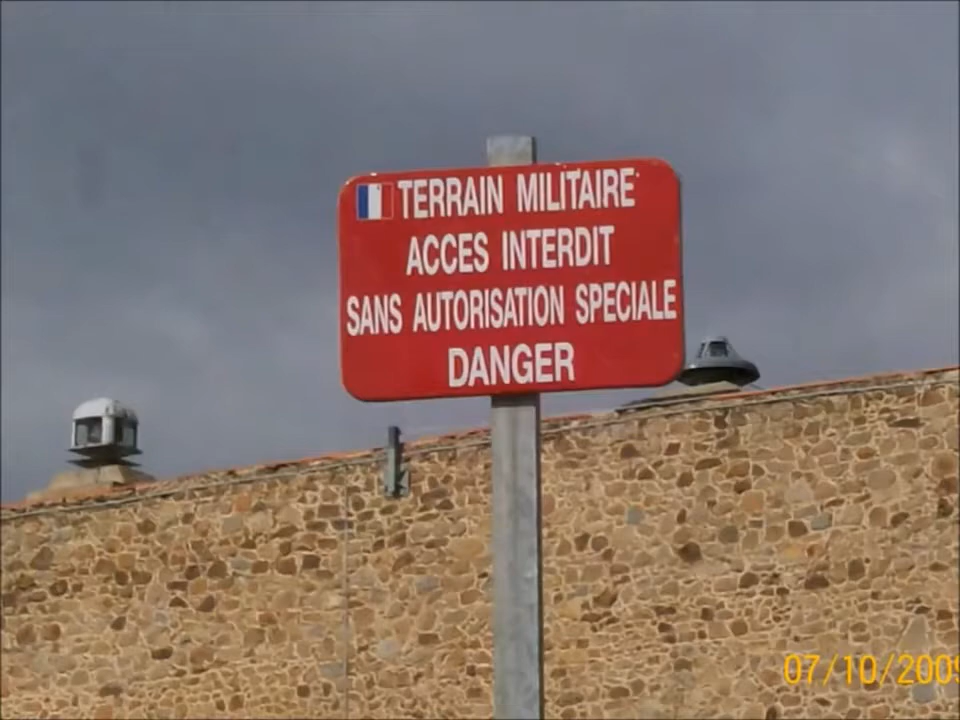 TERRAIN MILITAIRE
ACCES INTERDIT
SANS AUTORISATION SPECIALE
DANGER
07/10/2009